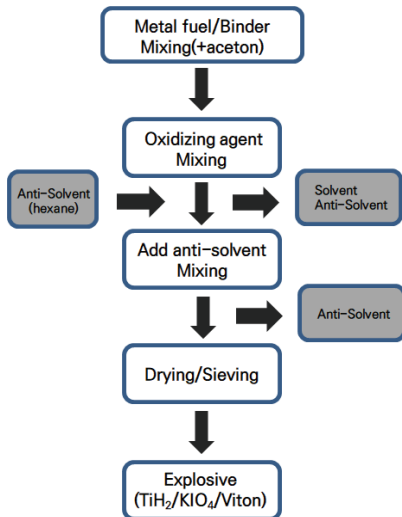 Metal fuel/Binder
Mixing(+aceton)
Oxidizing agent
Mixing
Anti-Solvent
(hexane)
Solvent
Anti-Solvent
Add anti-solvent
Mixing
Anti-Solvent
Drying/Sieving
Explosive
(TiH₂/KIO₄/Viton)